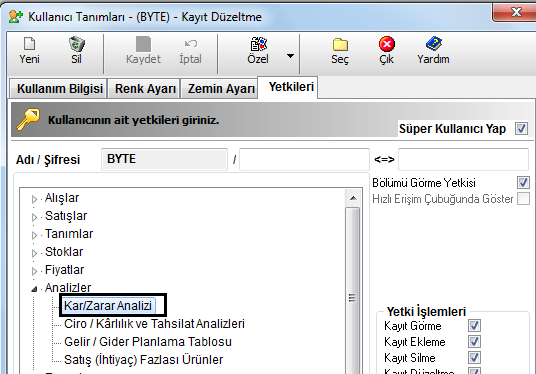 Kullanıcı Tanımları - (BYTE) - Kayıt Düzeltme
Yeni Sil Kaydet İptal Özel Seç Çık Yardım
Kullanım Bilgisi Renk Ayarı Zemin Ayarı Yetkileri
Kullanıcının ait yetkileri giriniz.
Süper Kullanıcı Yap
Adı / Şifresi BYTE / <=>
Bölümü Görme Yetkisi
Hızlı Erişim Çubuğunda Göster
Alışlar
Satışlar
Tanımlar
Stoklar
Fiyatlar
Analizler
Kar/Zarar Analizi
Ciro / Kârlılık ve Tahsilat Analizleri
Gelir / Gider Planlama Tablosu
Satış (İhtiyaç) Fazlası Ürünler
Yetki İşlemleri
Kayıt Görme
Kayıt Ekleme
Kayıt Silme
Kayıt Düzeltme